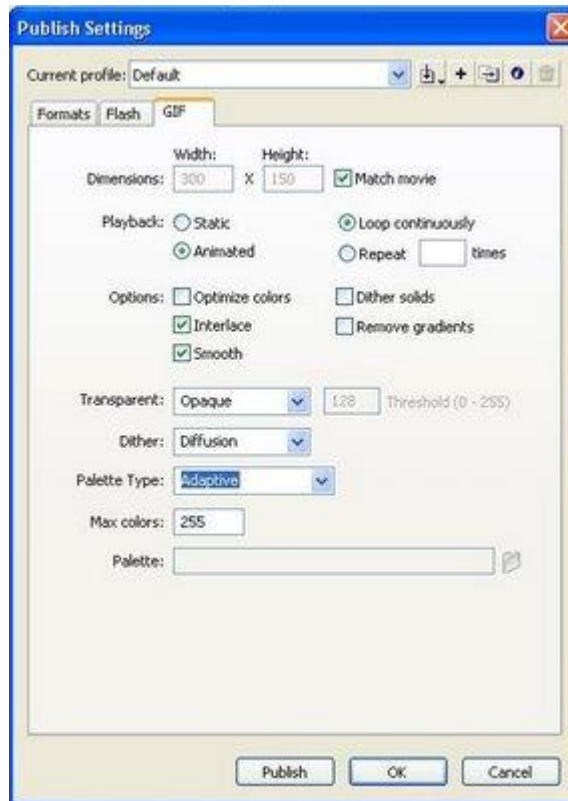 Publish Settings
Current profile: Default
Formats Flash GIF
Width: Height:
Dimensions: 300 X 150 Match movie
Playback: Static Loop continuously
Animated Repeat times
Options: Optimize colors Dither solids
Interlace Remove gradients
Smooth
Transparent: Opaque 128 Threshold (0 - 255)
Dither: Diffusion
Palette Type: Adaptive
Max colors: 255
Palette:
Publish OK Cancel